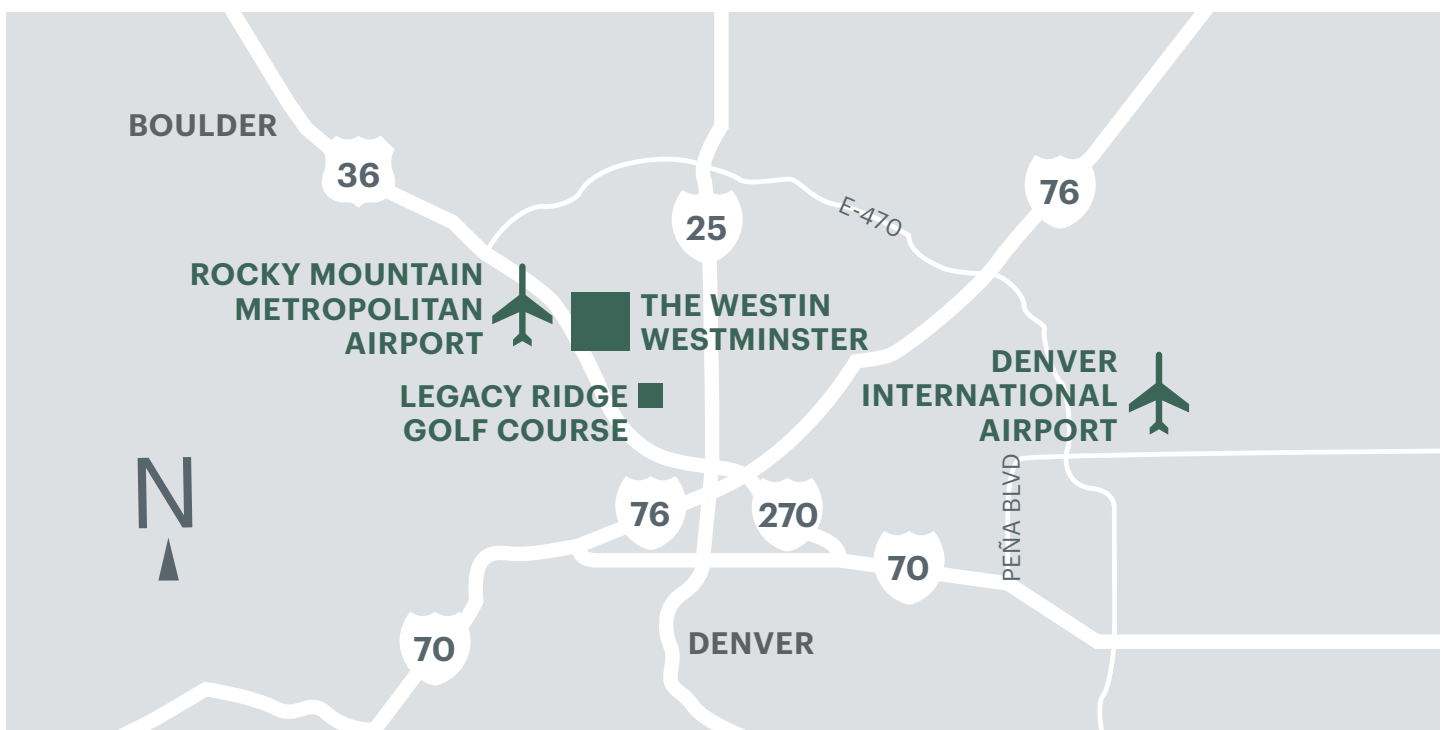 BOULDER
36
76
25
E-470
ROCKY MOUNTAIN
METROPOLITAN
AIRPORT
THE WESTIN
WESTMINSTER
DENVER
INTERNATIONAL
AIRPORT
LEGACY RIDGE
GOLF COURSE
N
PEÑA BLVD
76
270
70
70
DENVER